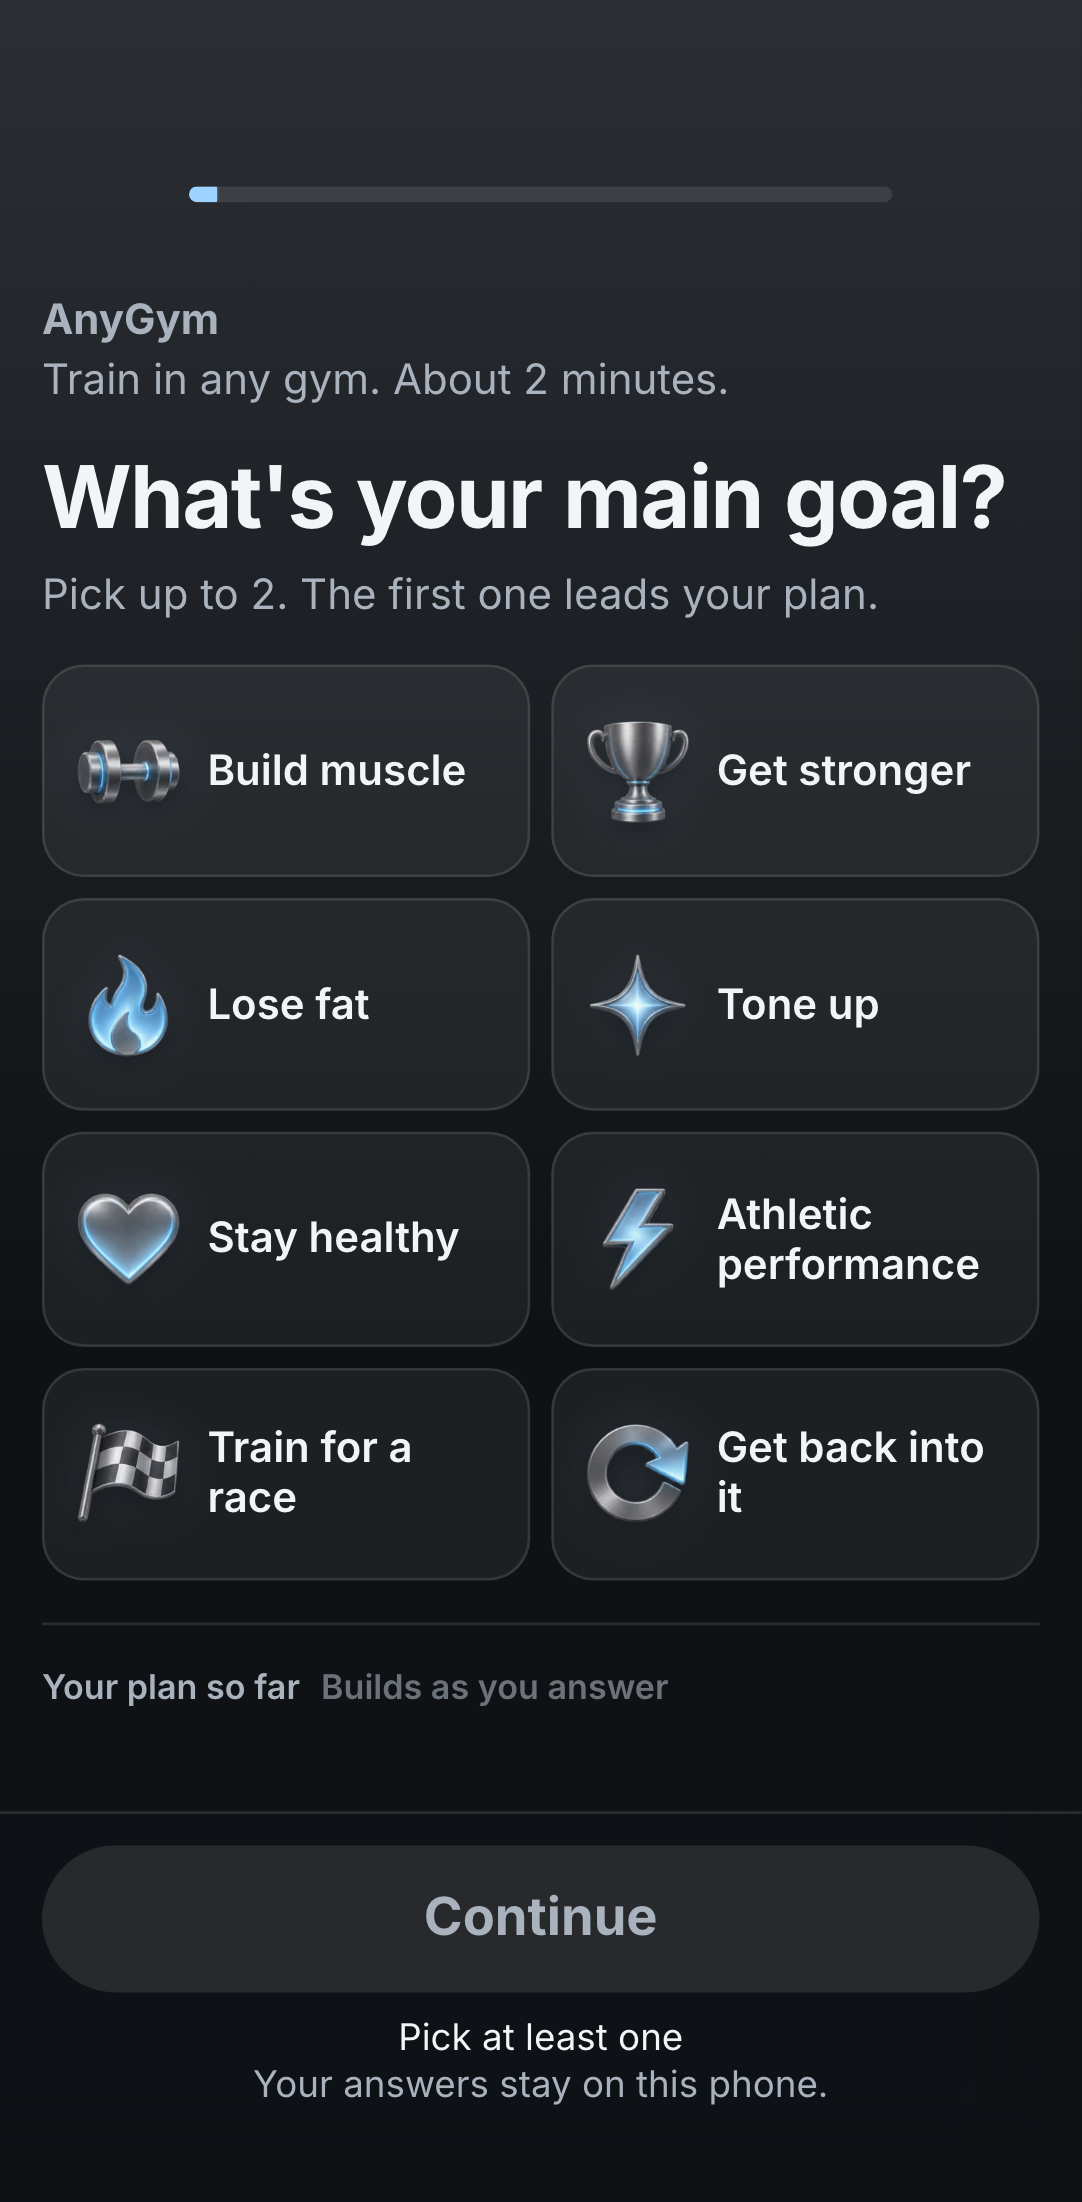 AnyGym
Train in any gym. About 2 minutes.
What's your main goal?
Pick up to 2. The first one leads your plan.
Build muscle
Get stronger
Lose fat
Tone up
Stay healthy
Athletic
performance
Train for a
race
Get back into
it
Your plan so far Builds as you answer
Continue
Pick at least one
Your answers stay on this phone.